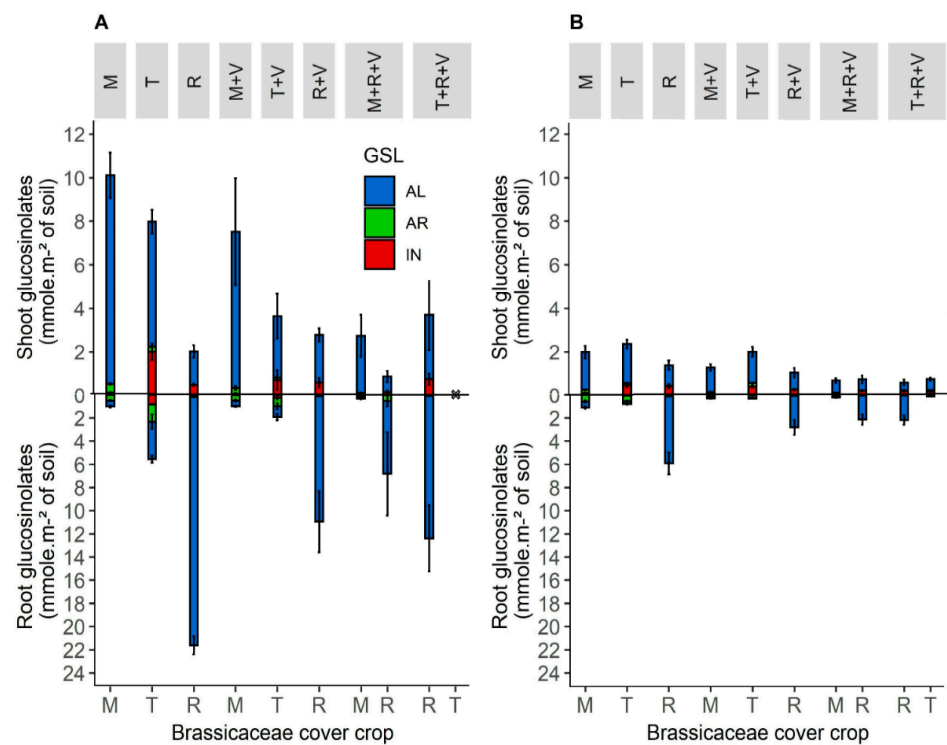 A
M
T
R
M+V
T+V
R+V
M+R+V
T+R+V
Shoot glucosinolates
(mmole.m-² of soil)
Root glucosinolates
(mmole.m-² of soil)
12
10
8
6
4
2
0
2
4
6
8
10
12
14
16
18
20
22
24
GSL
AL
AR
IN
M T R M T R M R R T
Brassicaceae cover crop
B
M
T
R
M+V
T+V
R+V
M+R+V
T+R+V
Shoot glucosinolates
(mmole.m-² of soil)
Root glucosinolates
(mmole.m-² of soil)
12
10
8
6
4
2
0
2
4
6
8
10
12
14
16
18
20
22
24
M T R M T R M R R T
Brassicaceae cover crop